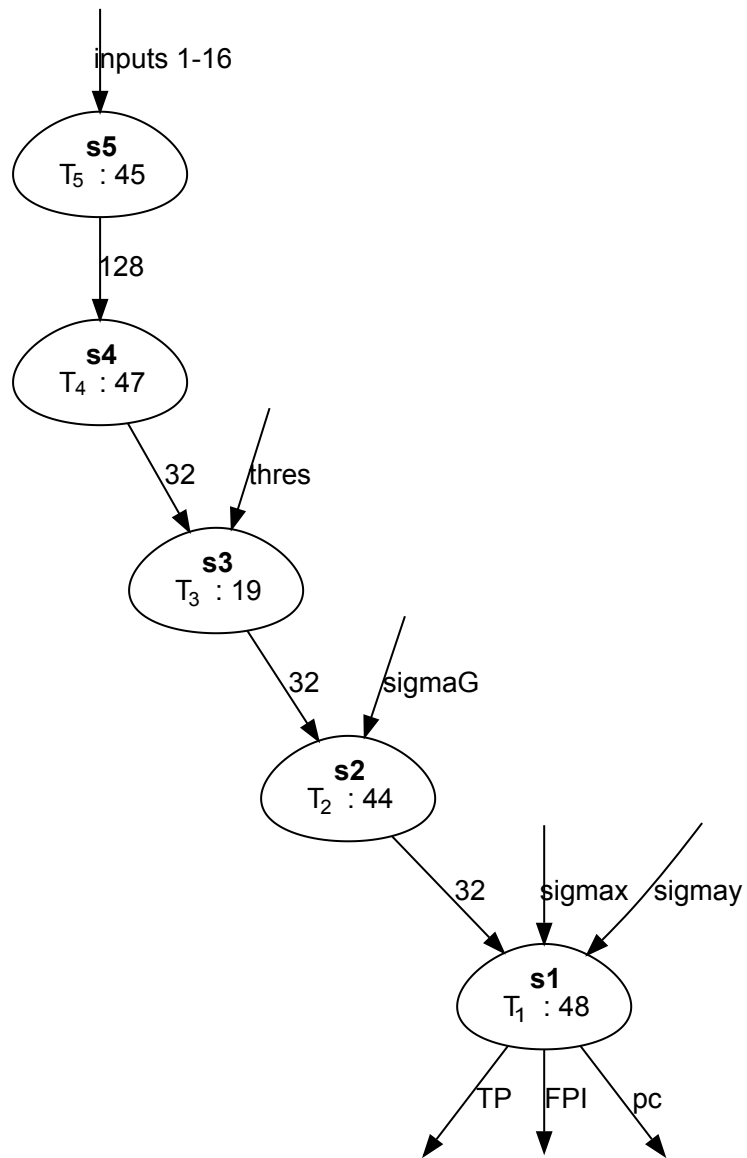 inputs 1-16
s5
T5 : 45
128
s4
T4 : 47
32
thres
s3
T3 : 19
32
sigmaG
s2
T2 : 44
32
sigmax
sigmay
s1
T1 : 48
TP
FPI
pc